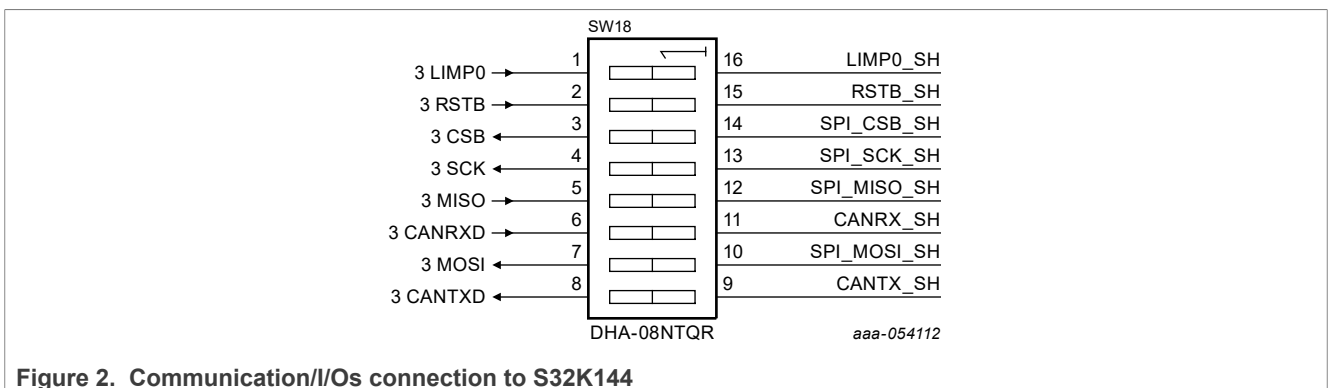 SW18
3 LIMP0 1 16 LIMP0_SH
3 RSTB 2 15 RSTB_SH
3 CSB 3 14 SPI_CSB_SH
3 SCK 4 13 SPI_SCK_SH
3 MISO 5 12 SPI_MISO_SH
3 CANRXD 6 11 CANRX_SH
3 MOSI 7 10 SPI_MOSI_SH
3 CANTXD 8 9 CANTX_SH
DHA-08NTQR aaa-054112
Figure 2. Communication/I/Os connection to S32K144